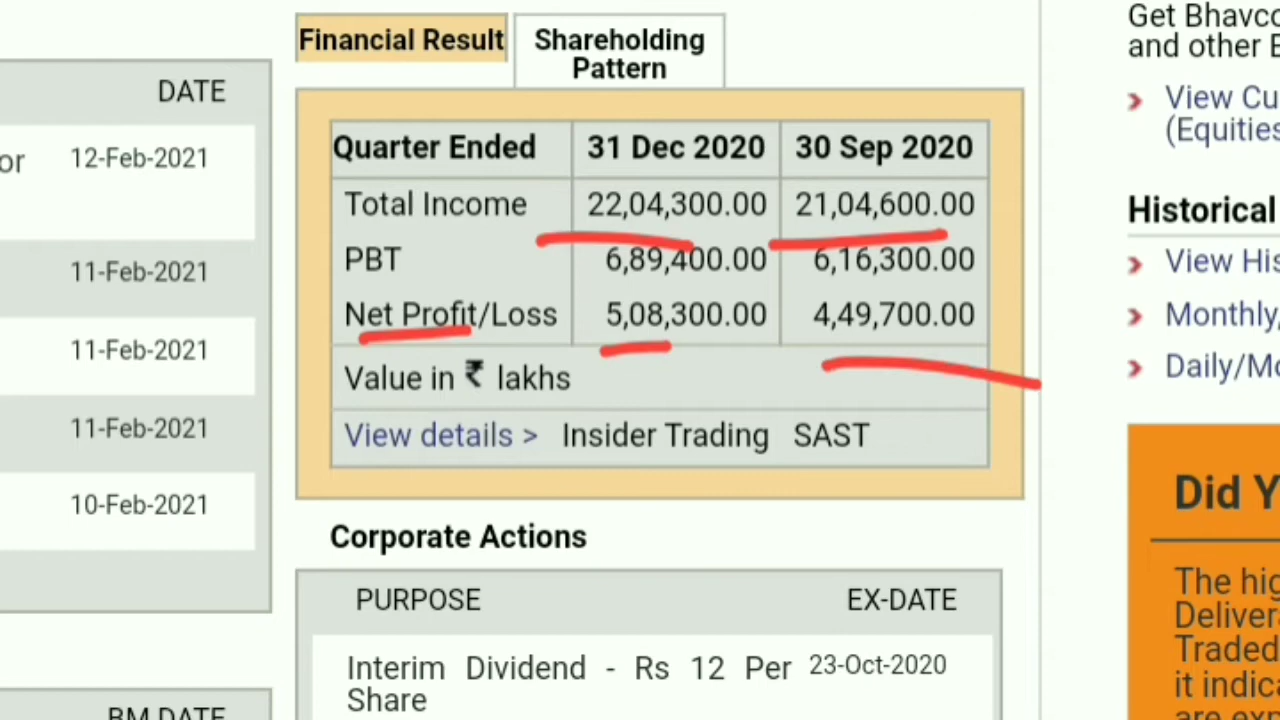 Financial Result
Shareholding
Pattern
DATE
or 12-Feb-2021
11-Feb-2021
11-Feb-2021
11-Feb-2021
10-Feb-2021
BM DATE
Quarter Ended 31 Dec 2020 30 Sep 2020
Total Income 22,04,300.00 21,04,600.00
PBT 6,89,400.00 6,16,300.00
Net Profit/Loss 5,08,300.00 4,49,700.00
Value in ₹ lakhs
View details > Insider Trading SAST
Corporate Actions
PURPOSE EX-DATE
Interim Dividend - Rs 12 Per 23-Oct-2020
Share
Get Bhavco
and other E
View Cu
(Equities
Historical
View His
Monthly/
Daily/Mo
Did Y
The hig
Deliver
Traded
it indica
are exp